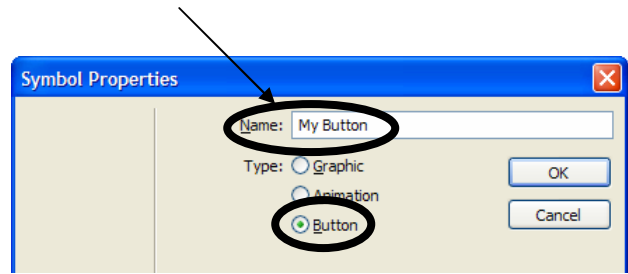 Symbol Properties
Name: My Button
Type: Graphic
OK
Animation
Button
Cancel